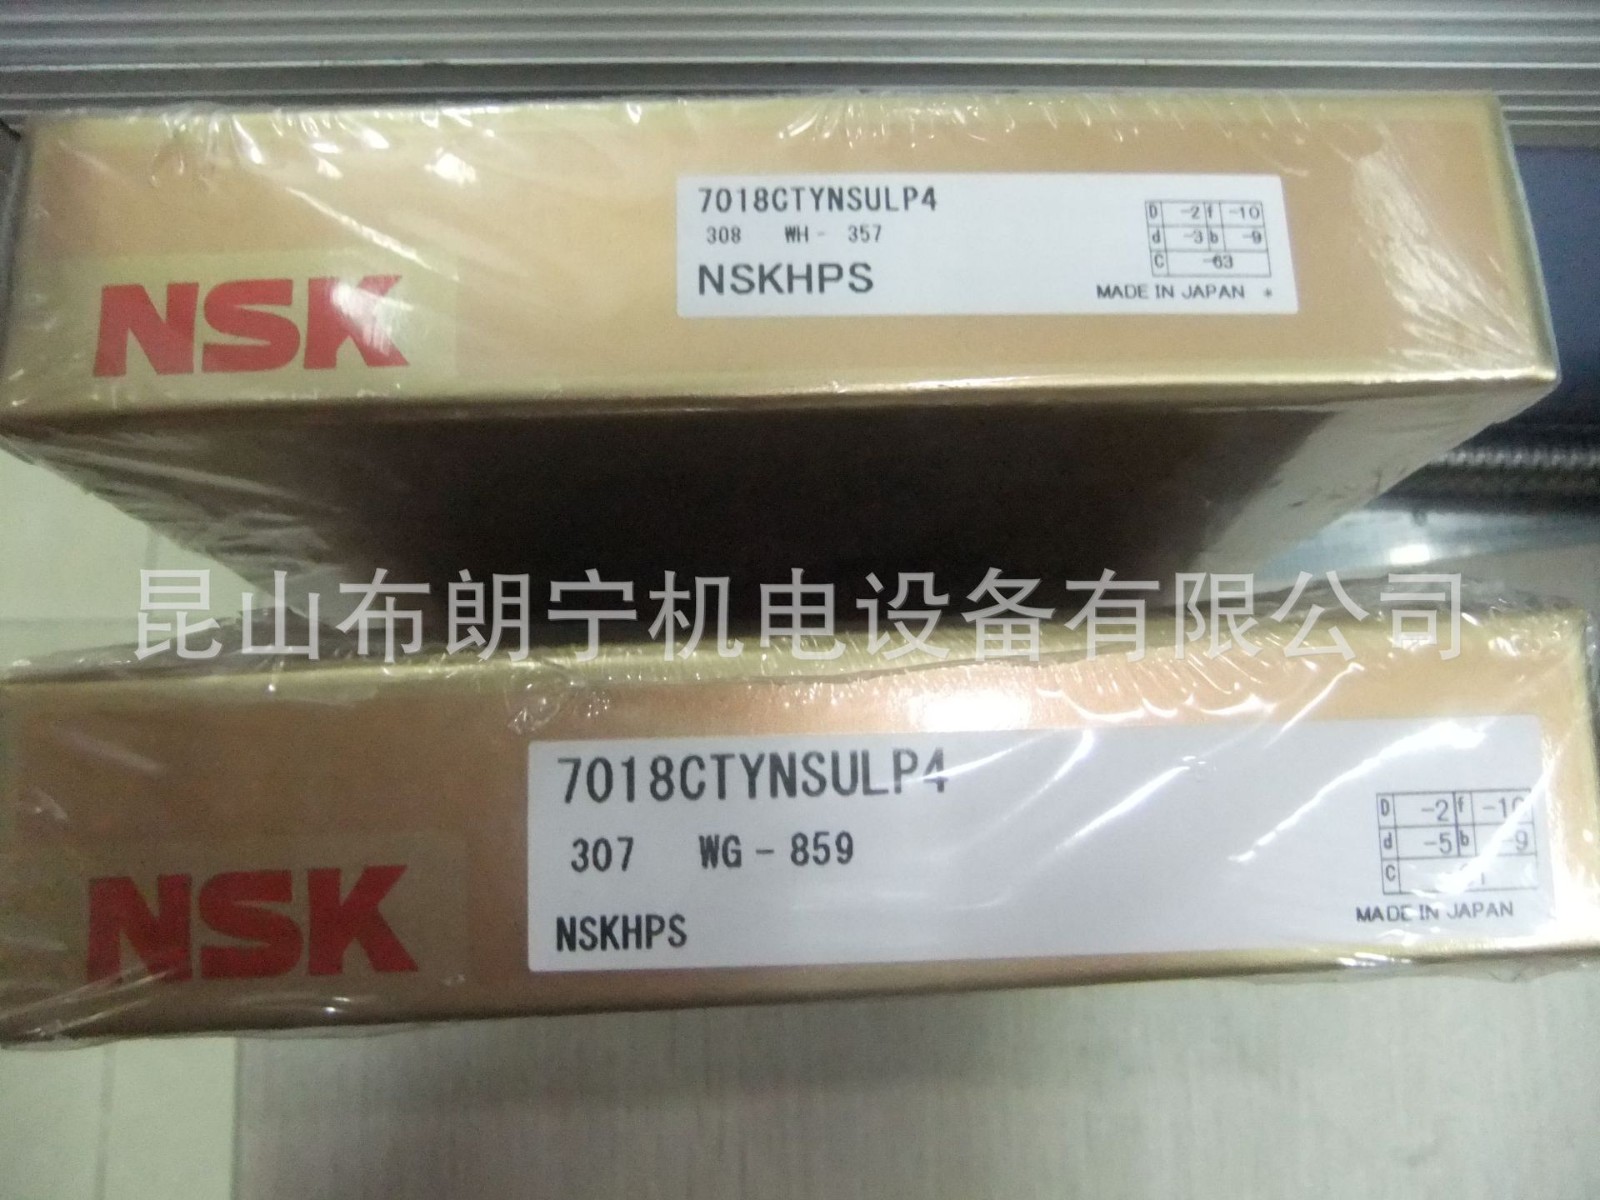 7018CTYNSULP4
308 WH - 357
NSKHPS
D -2 f -10
d -3 b -9
C -63
MADE IN JAPAN *
NSK
昆山布朗宁机电设备有限公司
7018CTYNSULP4
307 WG - 859
NSKHPS
D -2 f -10
d -5 b -9
C
MADE IN JAPAN
NSK